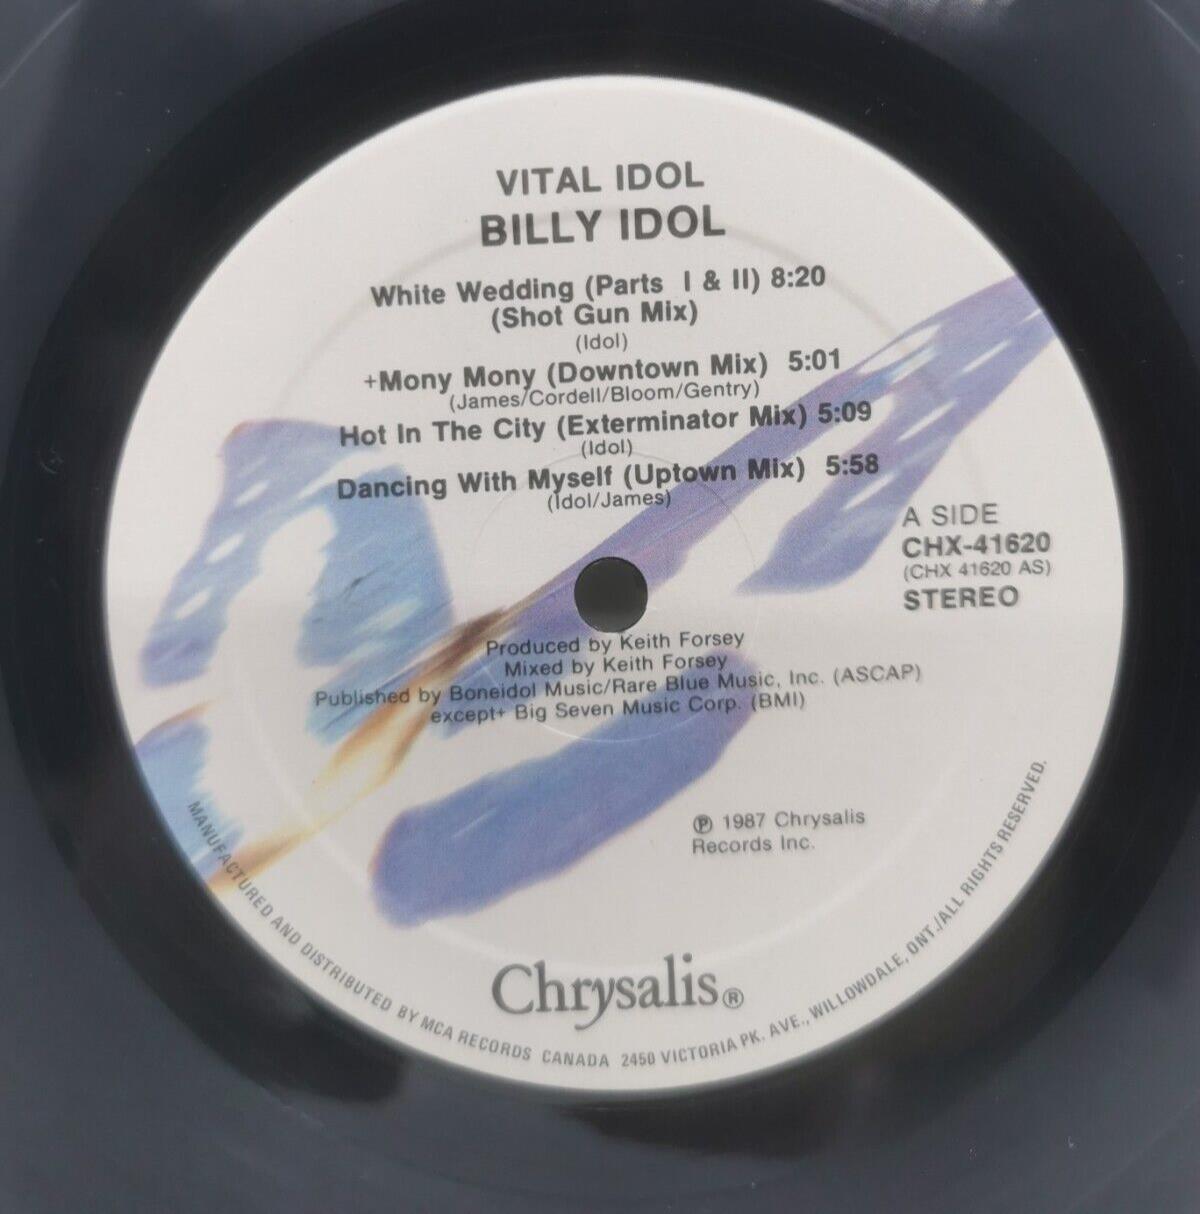 VITAL IDOL
BILLY IDOL
White Wedding (Parts I & II) 8:20
(Shot Gun Mix)
(Idol)
+Mony Mony (Downtown Mix) 5:01
(James/Cordell/Bloom/Gentry)
Hot In The City (Exterminator Mix) 5:09
(Idol)
Dancing With Myself (Uptown Mix) 5:58
(Idol/James)
A SIDE
CHX-41620
(CHX 41620 AS)
STEREO
Produced by Keith Forsey
Mixed by Keith Forsey
Published by Boneidol Music/Rare Blue Music, Inc. (ASCAP)
except+ Big Seven Music Corp. (BMI)
℗ 1987 Chrysalis
Records Inc.
Chrysalis®
MANUFACTURED AND DISTRIBUTED BY MCA RECORDS CANADA 2450 VICTORIA PK. AVE., WILLOWDALE, ONT./ALL RIGHTS RESERVED.